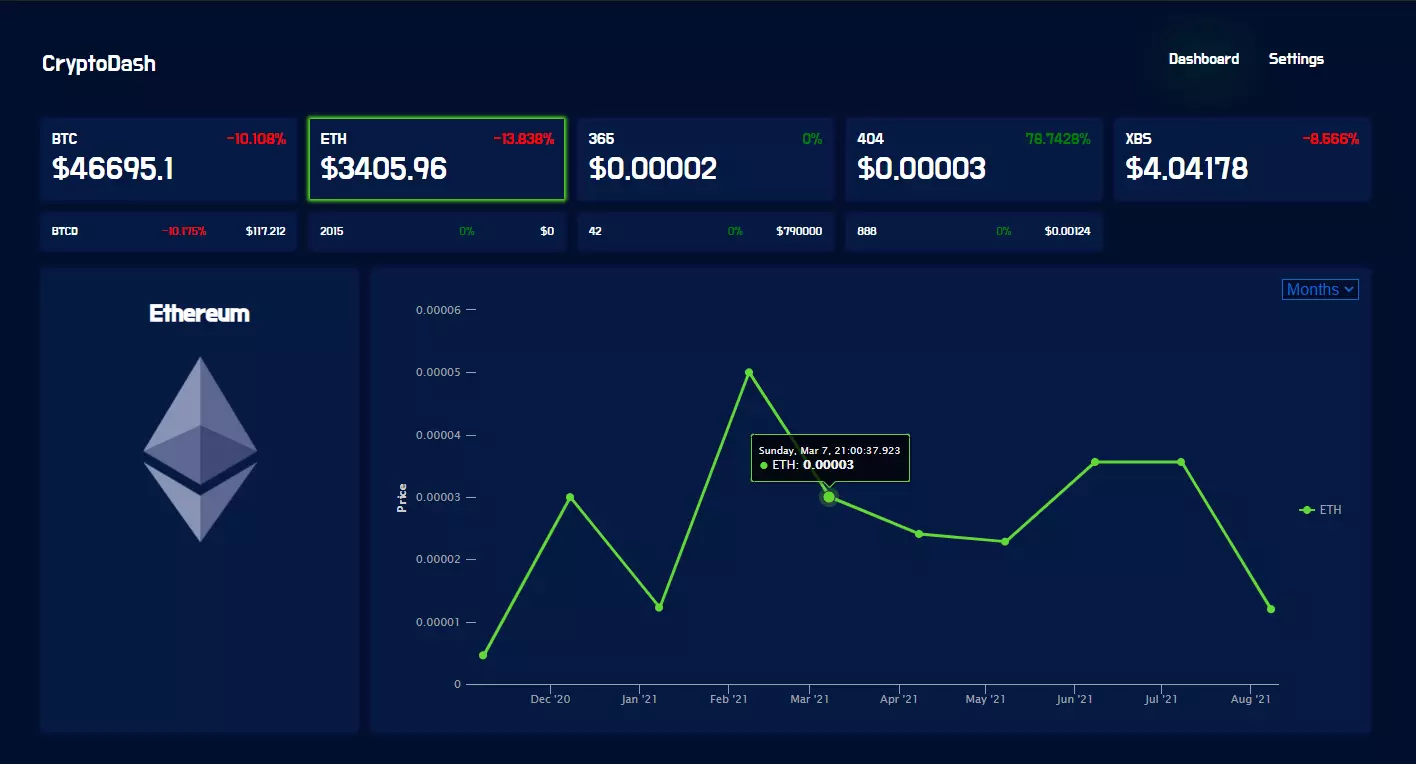 CryptoDash
Dashboard Settings
BTC -10.108%
$46695.1
ETH -13.838%
$3405.96
365 0%
$0.00002
404 78.7428%
$0.00003
XBS -8.566%
$4.04178
BTCD -10.175% $117.212
2015 0% $0
42 0% $790000
888 0% $0.00124
Ethereum
Months
Price
0.00006
0.00005
0.00004
0.00003
0.00002
0.00001
0
Sunday, Mar 7, 21:00:37.923
ETH: 0.00003
ETH
Dec '20 Jan '21 Feb '21 Mar '21 Apr '21 May '21 Jun '21 Jul '21 Aug '21